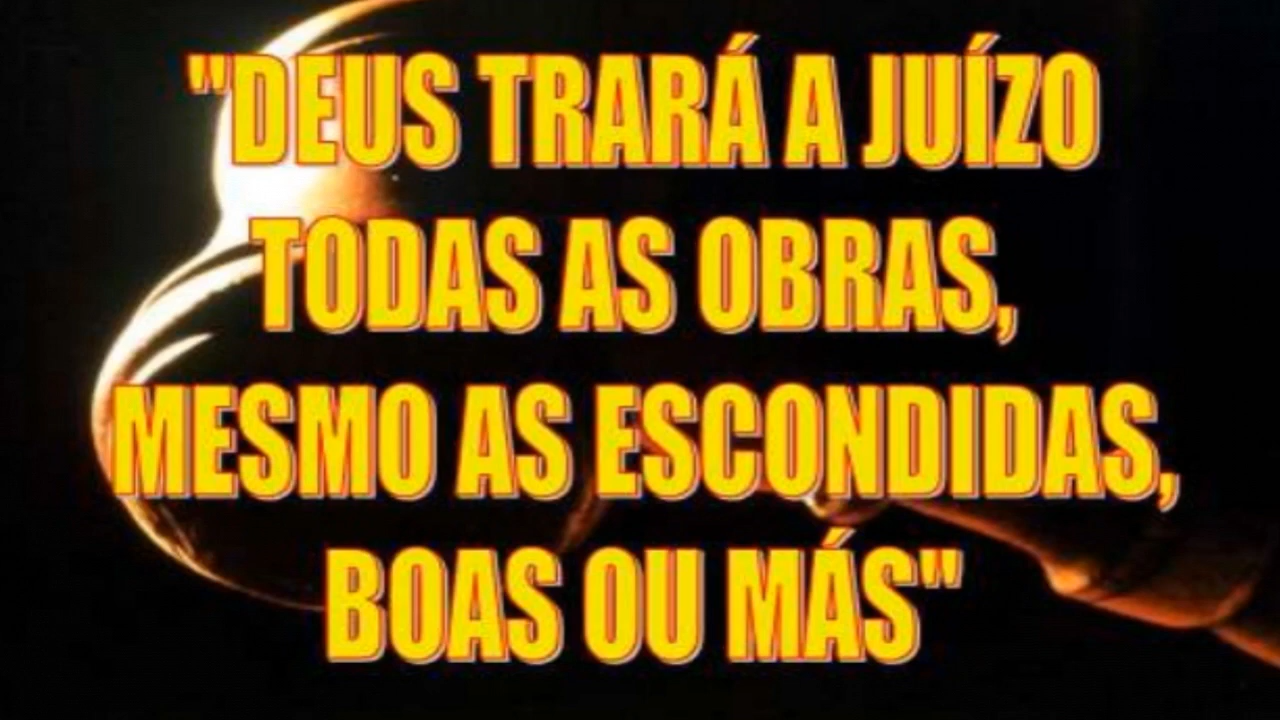 "DEUS TRARÁ A JUÍZO
TODAS AS OBRAS,
MESMO AS ESCONDIDAS,
BOAS OU MÁS"